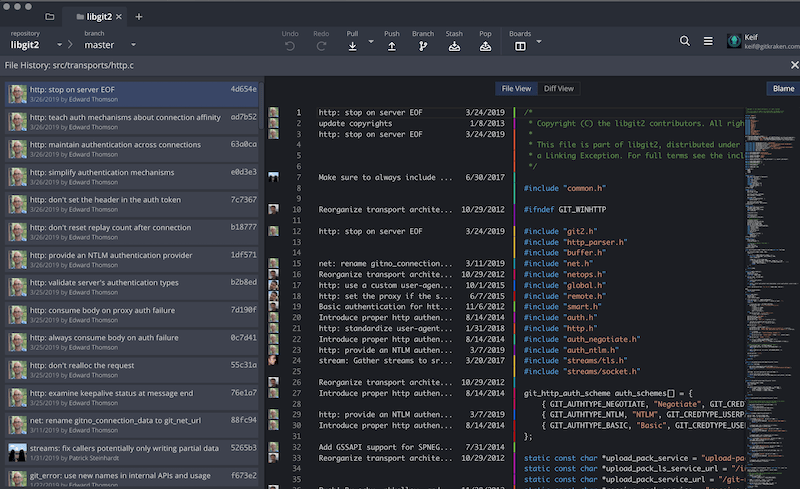 libgit2
repository
libgit2
branch
master
Undo
Redo
Pull
Push
Branch
Stash
Pop
Boards
Keif
keif@gitkraken.com
File History: src/transports/http.c
File View
Diff View
Blame
http: stop on server EOF 4d654e
3/26/2019 by Edward Thomson
http: teach auth mechanisms about connection affinity ad7b52
3/26/2019 by Edward Thomson
http: maintain authentication across connections 63a0ca
3/26/2019 by Edward Thomson
http: simplify authentication mechanisms e0d3e3
3/26/2019 by Edward Thomson
http: don't set the header in the auth token 7c7367
3/26/2019 by Edward Thomson
http: don't reset replay count after connection b18777
3/26/2019 by Edward Thomson
http: provide an NTLM authentication provider 1df571
3/25/2019 by Edward Thomson
http: validate server's authentication types b2b8ed
3/25/2019 by Edward Thomson
http: consume body on proxy auth failure 7d190f
3/25/2019 by Edward Thomson
http: always consume body on auth failure 0c7d41
3/25/2019 by Edward Thomson
http: don't realloc the request 55c31a
3/25/2019 by Edward Thomson
http: examine keepalive status at message end 76e1a7
3/25/2019 by Edward Thomson
net: rename gitno_connection_data to git_net_url 88fc94
3/11/2019 by Edward Thomson
streams: fix callers potentially only writing partial data 5265b3
1/31/2019 by Patrick Steinhardt
git_error: use new names in internal APIs and usage f673e2
1/22/2019 by Edward Thomson
1 http: stop on server EOF 3/24/2019 /*
2 update copyrights 1/8/2013 * Copyright (C) the libgit2 contributors. All righ
3 http: stop on server EOF 3/24/2019 *
4 * This file is part of libgit2, distributed under
5 * a Linking Exception. For full terms see the incl
6 */
7 Make sure to always include ... 6/30/2017
8 #include "common.h"
9
10 Reorganize transport archite... 10/29/2012 #ifndef GIT_WINHTTP
11
12 http: stop on server EOF 3/24/2019 #include "git2.h"
13 #include "http_parser.h"
14 #include "buffer.h"
15 net: rename gitno_connection... 3/11/2019 #include "net.h"
16 Reorganize transport archite... 10/29/2012 #include "netops.h"
17 http: use a custom user-agen... 10/1/2015 #include "global.h"
18 http: set the proxy if the s... 6/7/2015 #include "remote.h"
19 Basic authentication for htt... 11/6/2012 #include "smart.h"
20 Introduce proper http authen... 8/14/2014 #include "auth.h"
21 http: standardize user-agent... 1/31/2018 #include "http.h"
22 Introduce proper http authen... 8/14/2014 #include "auth_negotiate.h"
23 http: provide an NTLM authen... 3/7/2019 #include "auth_ntlm.h"
24 stream: Gather streams to sr... 3/20/2017 #include "streams/tls.h"
25 #include "streams/socket.h"
26 Reorganize transport archite... 10/29/2012
27 Introduce proper http authen... 8/14/2014 git_http_auth_scheme auth_schemes[] = {
28 { GIT_AUTHTYPE_NEGOTIATE, "Negotiate", GIT_CRED
29 http: provide an NTLM authen... 3/7/2019 { GIT_AUTHTYPE_NTLM, "NTLM", GIT_CREDTYPE_USERP
30 Introduce proper http authen... 8/14/2014 { GIT_AUTHTYPE_BASIC, "Basic", GIT_CREDTYPE_USE
31 };
32 Add GSSAPI support for SPNEG... 7/31/2014
33 Reorganize transport archite... 10/29/2012 static const char *upload_pack_service = "upload-pa
34 static const char *upload_pack_ls_service_url = "/i
35 static const char *upload_pack_service_url = "/git-